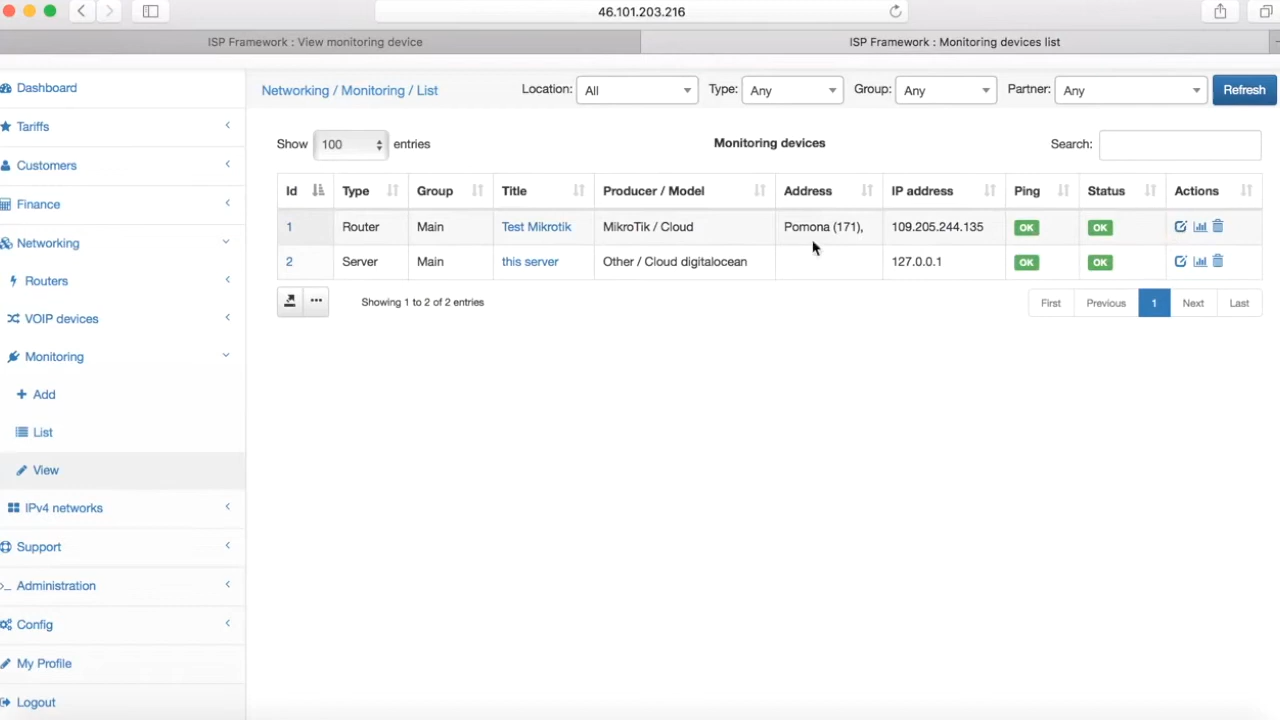 46.101.203.216
ISP Framework : View monitoring device
ISP Framework : Monitoring devices list
Dashboard
Tariffs
Customers
Finance
Networking
Routers
VOIP devices
Monitoring
Add
List
View
IPv4 networks
Support
Administration
Config
My Profile
Logout
Networking / Monitoring / List
Location: All Type: Any Group: Any Partner: Any Refresh
Show 100 entries
Monitoring devices
Search:
Id Type Group Title Producer / Model Address IP address Ping Status Actions
1 Router Main Test Mikrotik MikroTik / Cloud Pomona (171), 109.205.244.135 OK OK
2 Server Main this server Other / Cloud digitalocean 127.0.0.1 OK OK
Showing 1 to 2 of 2 entries
First Previous 1 Next Last